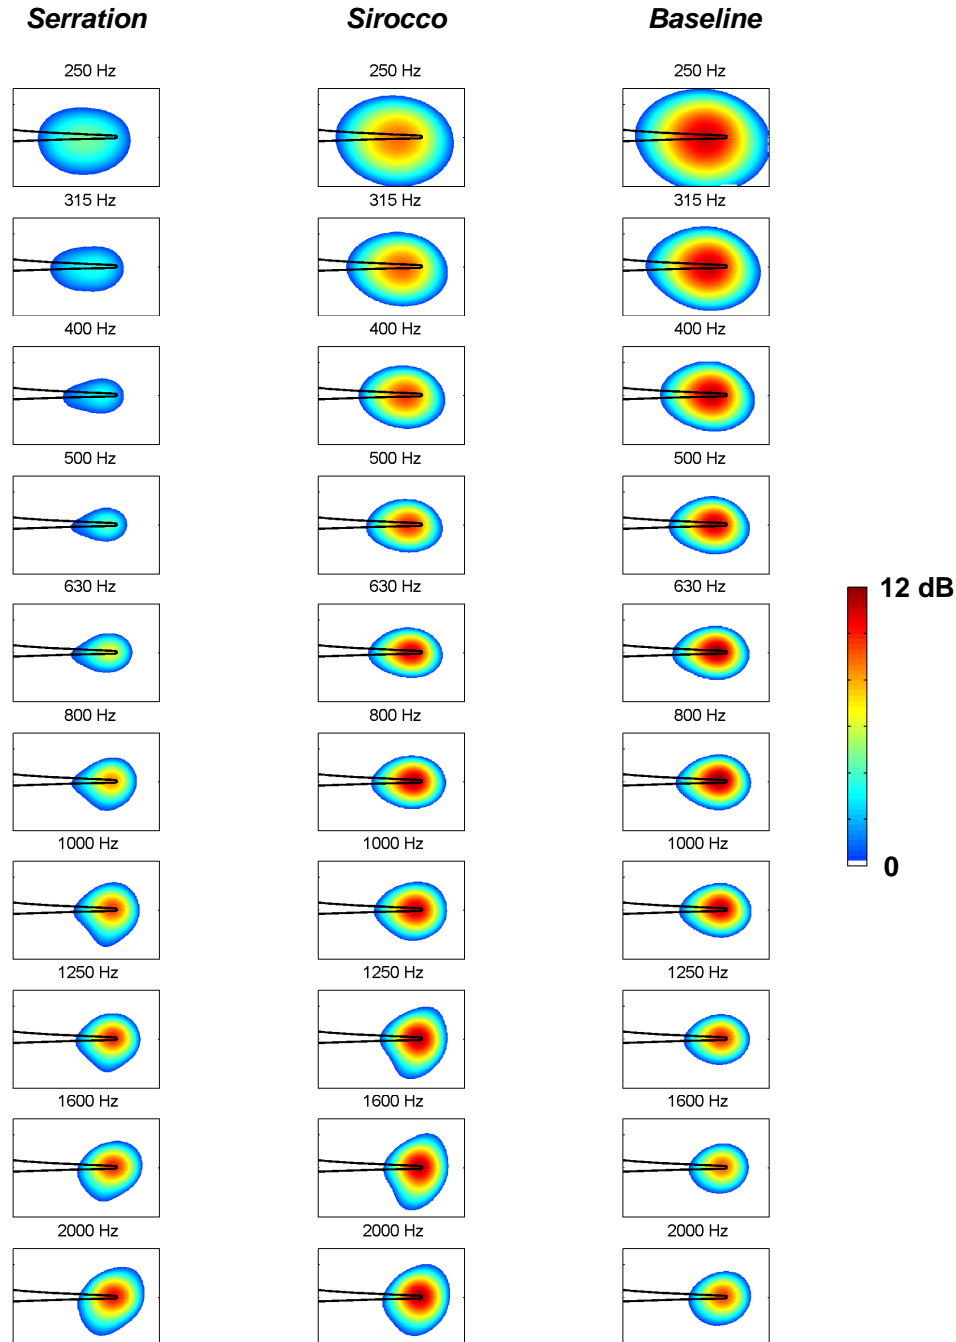 Serration Sirocco Baseline
250 Hz 250 Hz 250 Hz
315 Hz 315 Hz 315 Hz
400 Hz 400 Hz 400 Hz
500 Hz 500 Hz 500 Hz
630 Hz 630 Hz 630 Hz
12 dB
800 Hz 800 Hz 800 Hz
1000 Hz 1000 Hz 1000 Hz
0
1250 Hz 1250 Hz 1250 Hz
1600 Hz 1600 Hz 1600 Hz
2000 Hz 2000 Hz 2000 Hz